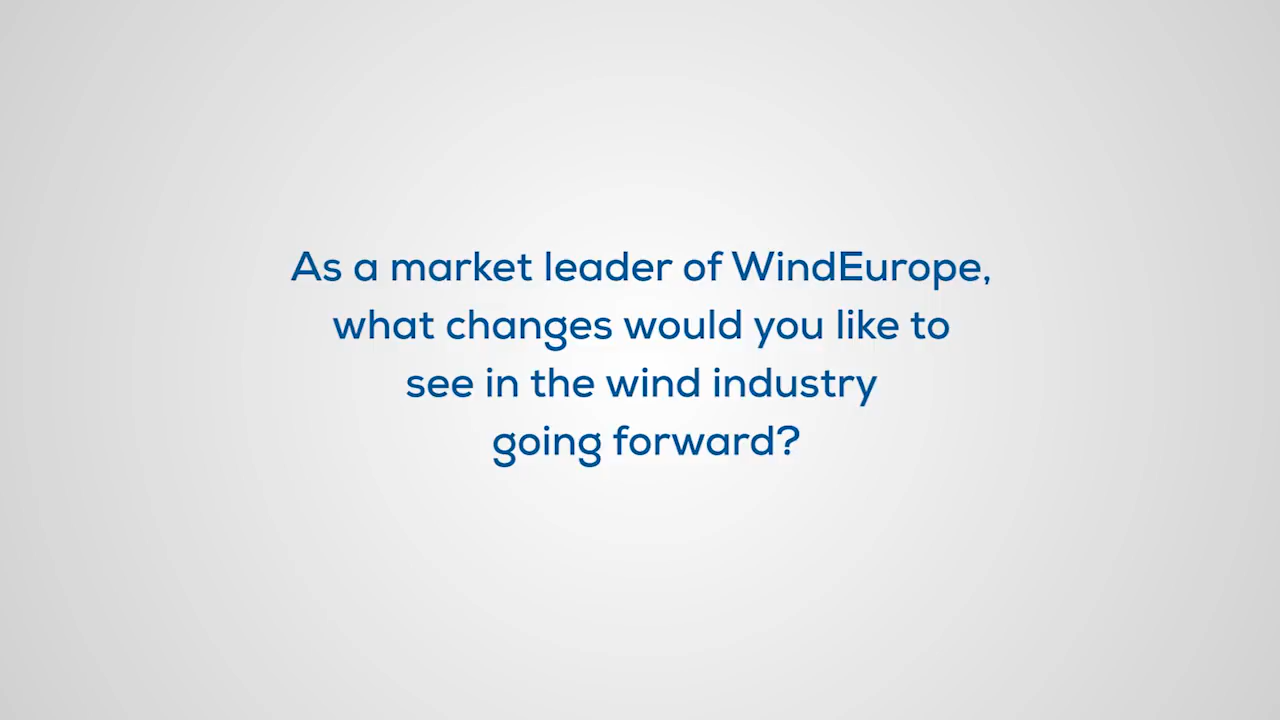 As a market leader of WindEurope,
what changes would you like to
see in the wind industry
going forward?